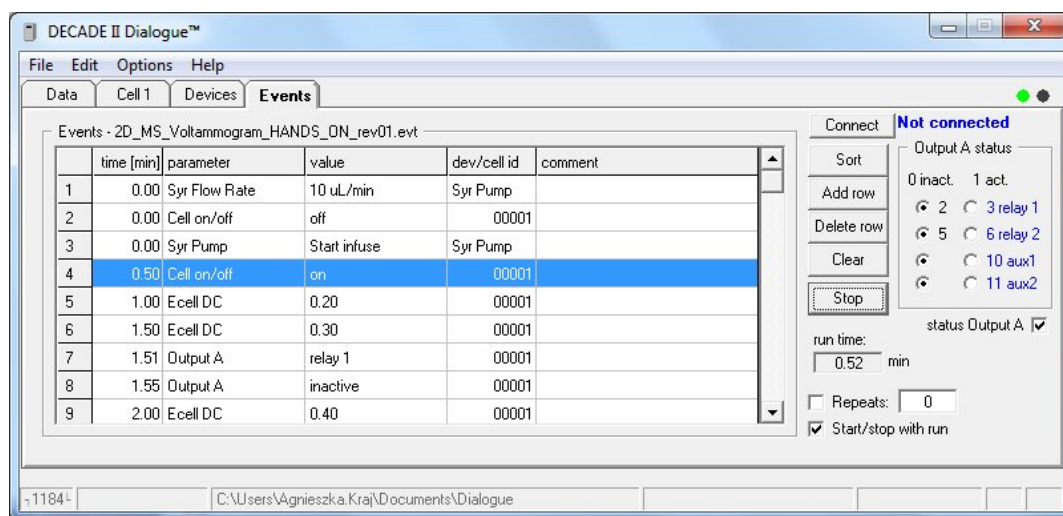 DECADE II Dialogue™
File Edit Options Help
Data Cell 1 Devices Events
Events - 2D_MS_Voltammogram_HANDS_ON_rev01.evt
time [min] parameter value dev/cell id comment
1 0.00 Syr Flow Rate 10 uL/min Syr Pump
2 0.00 Cell on/off off 00001
3 0.00 Syr Pump Start infuse Syr Pump
4 0.50 Cell on/off on 00001
5 1.00 Ecell DC 0.20 00001
6 1.50 Ecell DC 0.30 00001
7 1.51 Output A relay 1 00001
8 1.55 Output A inactive 00001
9 2.00 Ecell DC 0.40 00001
Connect Not connected
Sort
Add row
Delete row
Clear
Stop
Output A status
0 inact. 1 act.
2 3 relay 1
5 6 relay 2
10 aux1
11 aux2
status Output A
run time:
0.52 min
Repeats: 0
Start/stop with run
1184 C:\Users\Agnieszka.Kraj\Documents\Dialogue